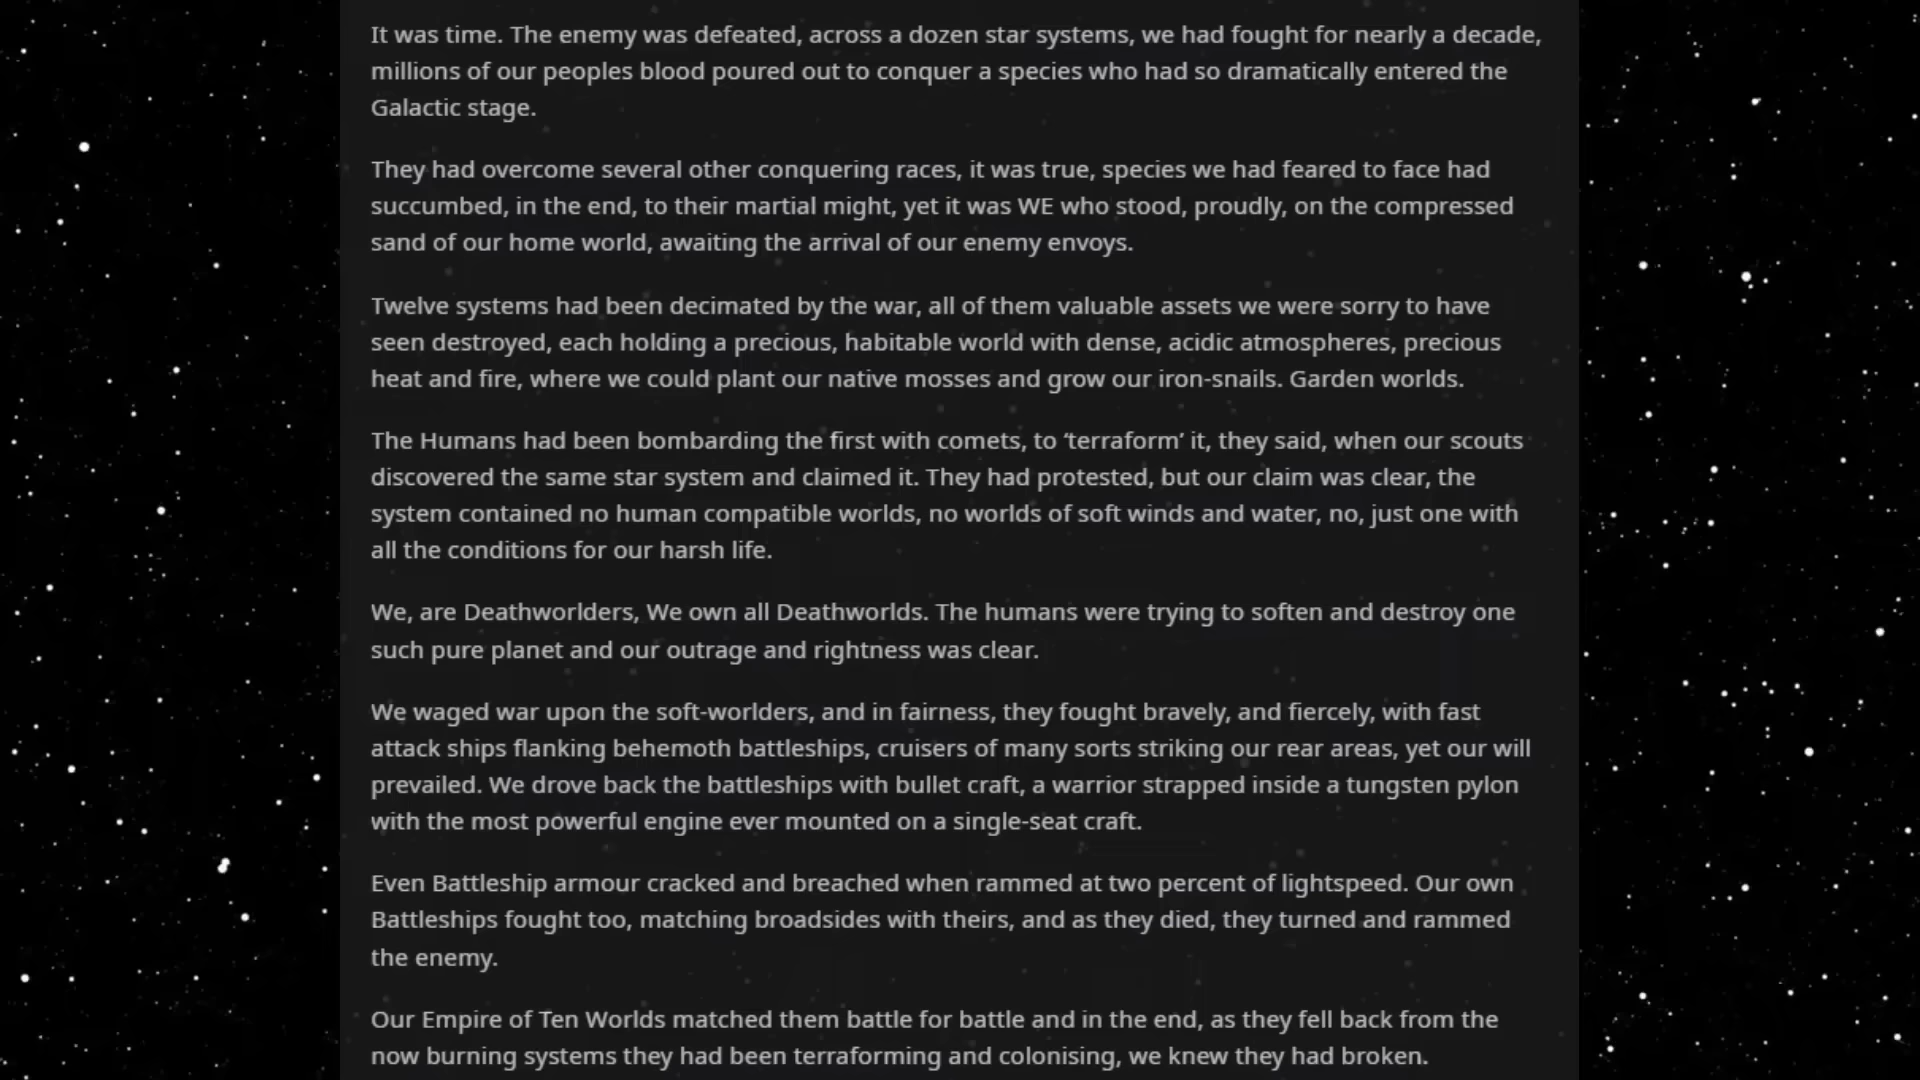 It was time. The enemy was defeated, across a dozen star systems, we had fought for nearly a decade,
millions of our peoples blood poured out to conquer a species who had so dramatically entered the
Galactic stage.
They had overcome several other conquering races, it was true, species we had feared to face had
succumbed, in the end, to their martial might, yet it was WE who stood, proudly, on the compressed
sand of our home world, awaiting the arrival of our enemy envoys.
Twelve systems had been decimated by the war, all of them valuable assets we were sorry to have
seen destroyed, each holding a precious, habitable world with dense, acidic atmospheres, precious
heat and fire, where we could plant our native mosses and grow our iron-snails. Garden worlds.
The Humans had been bombarding the first with comets, to ‘terraform’ it, they said, when our scouts
discovered the same star system and claimed it. They had protested, but our claim was clear, the
system contained no human compatible worlds, no worlds of soft winds and water, no, just one with
all the conditions for our harsh life.
We, are Deathworlders, We own all Deathworlds. The humans were trying to soften and destroy one
such pure planet and our outrage and rightness was clear.
We waged war upon the soft-worlders, and in fairness, they fought bravely, and fiercely, with fast
attack ships flanking behemoth battleships, cruisers of many sorts striking our rear areas, yet our will
prevailed. We drove back the battleships with bullet craft, a warrior strapped inside a tungsten pylon
with the most powerful engine ever mounted on a single-seat craft.
Even Battleship armour cracked and breached when rammed at two percent of lightspeed. Our own
Battleships fought too, matching broadsides with theirs, and as they died, they turned and rammed
the enemy.
Our Empire of Ten Worlds matched them battle for battle and in the end, as they fell back from the
now burning systems they had been terraforming and colonising, we knew they had broken.